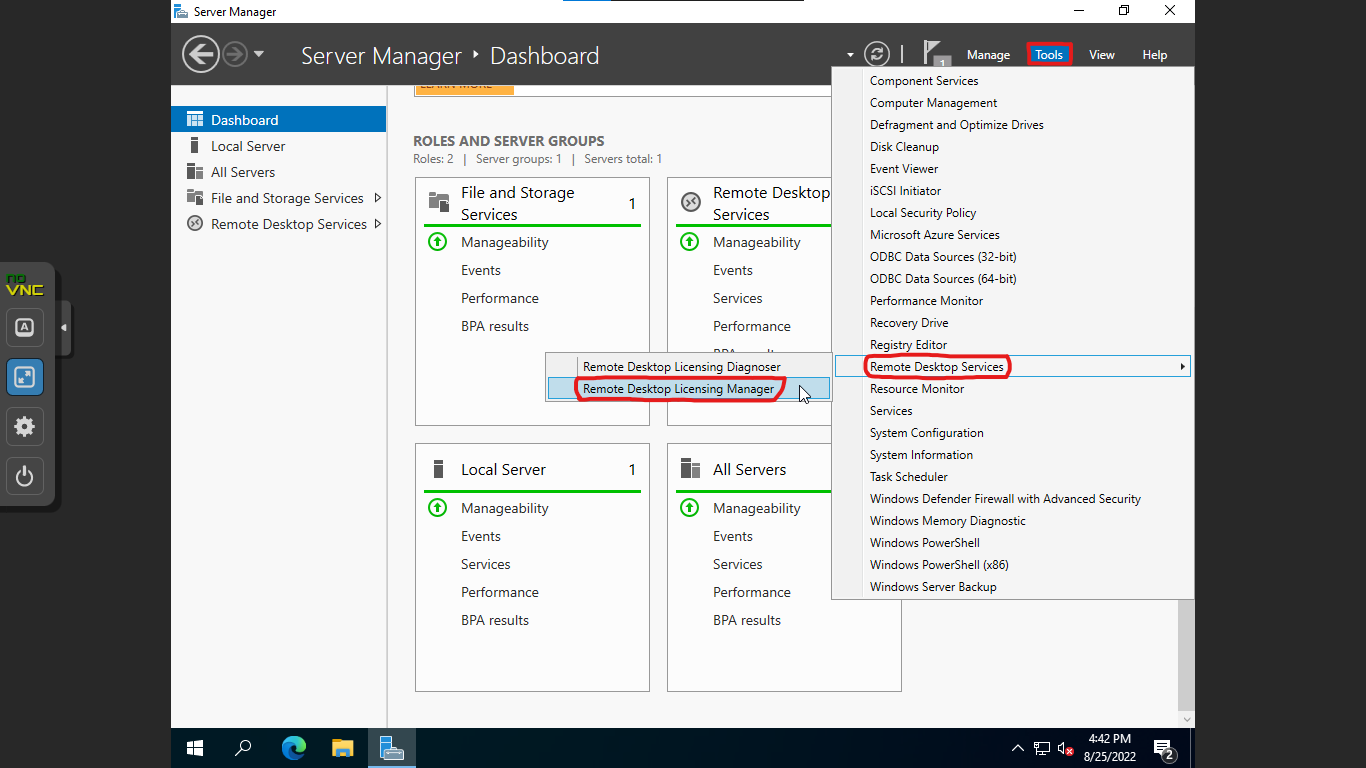 Server Manager
Server Manager Dashboard
1
Manage
Tools
View
Help
Dashboard
Local Server
All Servers
File and Storage Services
Remote Desktop Services
no
VNC
A
LEARN MORE
ROLES AND SERVER GROUPS
Roles: 2 | Server groups: 1 | Servers total: 1
File and Storage
Services
1
Manageability
Events
Performance
BPA results
Remote Desktop
Services
Manageability
Events
Services
Performance
BPA results
Local Server
1
Manageability
Events
Services
Performance
BPA results
All Servers
Manageability
Events
Services
Performance
BPA results
Component Services
Computer Management
Defragment and Optimize Drives
Disk Cleanup
Event Viewer
iSCSI Initiator
Local Security Policy
Microsoft Azure Services
ODBC Data Sources (32-bit)
ODBC Data Sources (64-bit)
Performance Monitor
Recovery Drive
Registry Editor
Remote Desktop Services
Remote Desktop Licensing Diagnoser
Remote Desktop Licensing Manager
Resource Monitor
Services
System Configuration
System Information
Task Scheduler
Windows Defender Firewall with Advanced Security
Windows Memory Diagnostic
Windows PowerShell
Windows PowerShell (x86)
Windows Server Backup
4:42 PM
8/25/2022
2